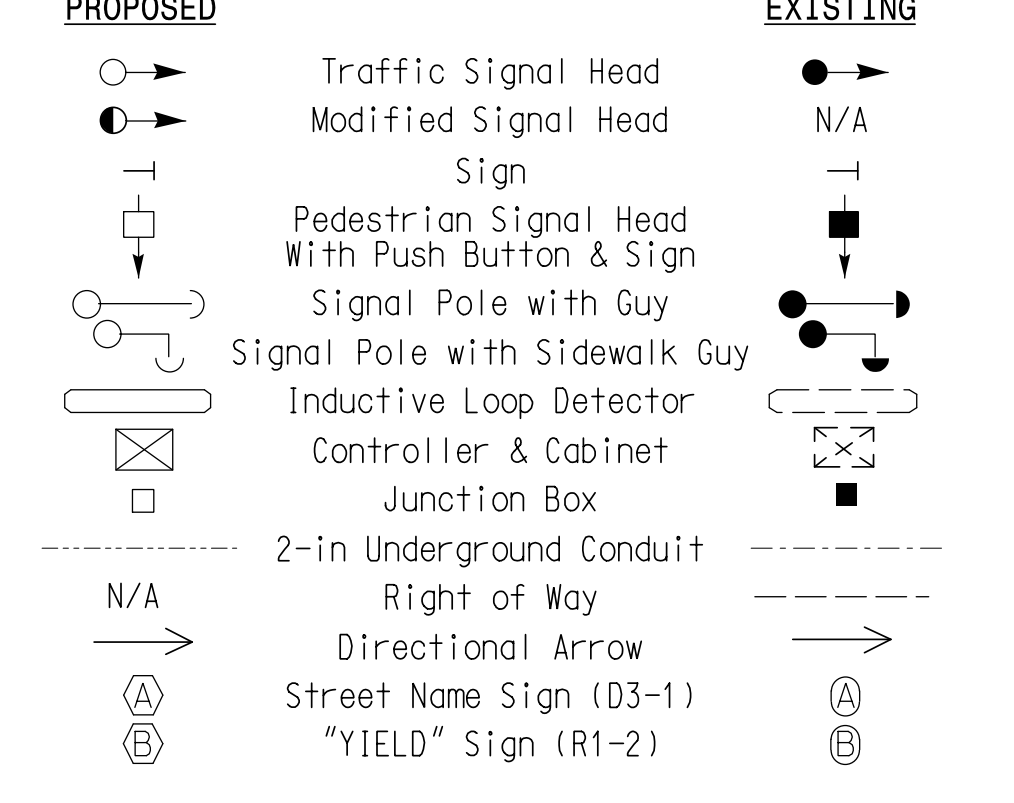 PROPOSED EXISTING
Traffic Signal Head
Modified Signal Head N/A
Sign
Pedestrian Signal Head
With Push Button & Sign
Signal Pole with Guy
Signal Pole with Sidewalk Guy
Inductive Loop Detector
Controller & Cabinet
Junction Box
2-in Underground Conduit
N/A Right of Way
Directional Arrow
A Street Name Sign (D3-1) A
B "YIELD" Sign (R1-2) B